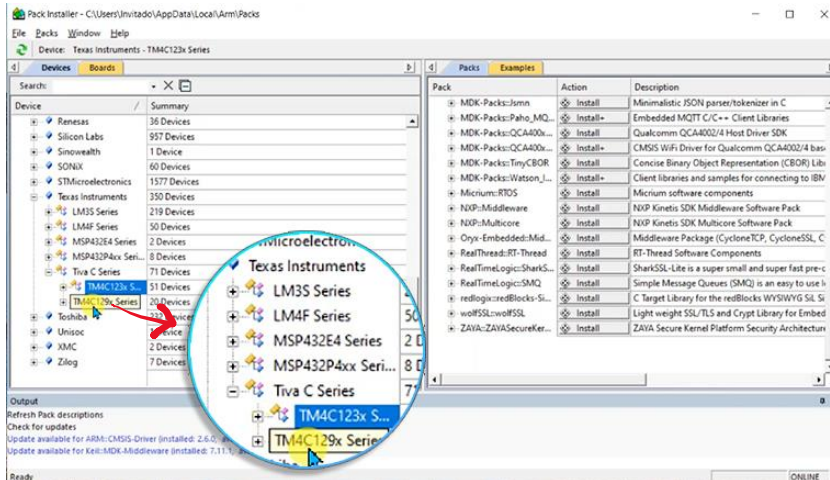 Pack Installer - C:\Users\Invitado\AppData\Local\Arm\Packs
File Packs Window Help
Device: Texas Instruments - TM4C123x Series
Devices Boards
Search:
Device / Summary
Renesas 36 Devices
Silicon Labs 957 Devices
Sinowealth 1 Device
SONiX 60 Devices
STMicroelectronics 1577 Devices
Texas Instruments 350 Devices
LM3S Series 219 Devices
LM4F Series 50 Devices
MSP432E4 Series 2 Devices
MSP432P4xx Seri... 8 Devices
Tiva C Series 71 Devices
TM4C123x S... 51 Devices
TM4C129x Series 20 Devices
Toshiba
Unisoc
XMC 2 Devices
Zilog 7 Devices
Texas Instruments
LM3S Series
LM4F Series 50
MSP432E4 Series 2 D
MSP432P4xx Seri... 8 D
Tiva C Series 71
TM4C123x S...
TM4C129x Series
Packs Examples
Pack Action Description
MDK-Packs::Jsmn Install Minimalistic JSON parser/tokenizer in C
MDK-Packs::Paho_MQ... Install+ Embedded MQTT C/C++ Client Libraries
MDK-Packs::QCA400x... Install Qualcomm QCA4002/4 Host Driver SDK
MDK-Packs::QCA400x... Install+ CMSIS WiFi Driver for Qualcomm QCA4002/4 base
MDK-Packs::TinyCBOR Install Concise Binary Object Representation (CBOR) Lib
MDK-Packs::Watson_I... Install+ Client libraries and samples for connecting to IBM
Micrium::RTOS Install Micrium software components
NXP::Middleware Install NXP Kinetis SDK Middleware Software Pack
NXP::Multicore Install NXP Kinetis SDK Multicore Software Pack
Oryx-Embedded::Mid... Install Middleware Package (CycloneTCP, CycloneSSL, C
RealThread::RT-Thread Install RT-Thread Software Components
RealTimeLogic::SharkS... Install SharkSSL-Lite is a super small and super fast pre-c
RealTimeLogic::SMQ Install Simple Message Queues (SMQ) is an easy to use I
redlogix::redBlocks-Si... Install C Target Library for the redBlocks WYSIWYG SIL Si
wolfSSL::wolfSSL Install Light weight SSL/TLS and Crypt Library for Embed
ZAYA::ZAYASecureKer... Install ZAYA Secure Kernel Platform Security Architecture
Output
Refresh Pack descriptions
Check for updates
Update available for ARM::CMSIS-Driver (installed: 2.6.0,
Update available for Keil::MDK-Middleware (installed: 7.11.1,
Ready ONLINE